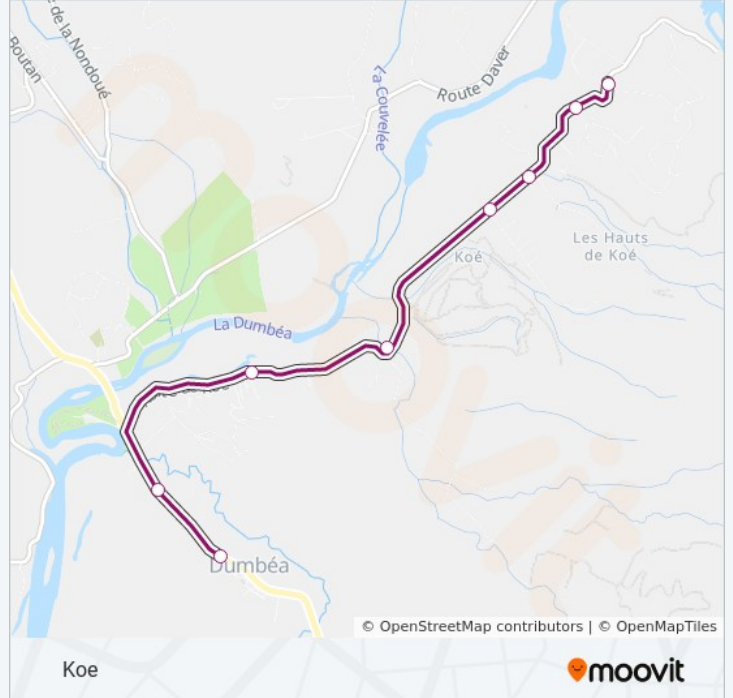 e de la Nondoué
Boutan
La Couvelée
Route Daver
Les Hauts
de Koé
Koé
La Dumbéa
Dumbéa
moovit
© OpenStreetMap contributors | © OpenMapTiles
Koe
moovit